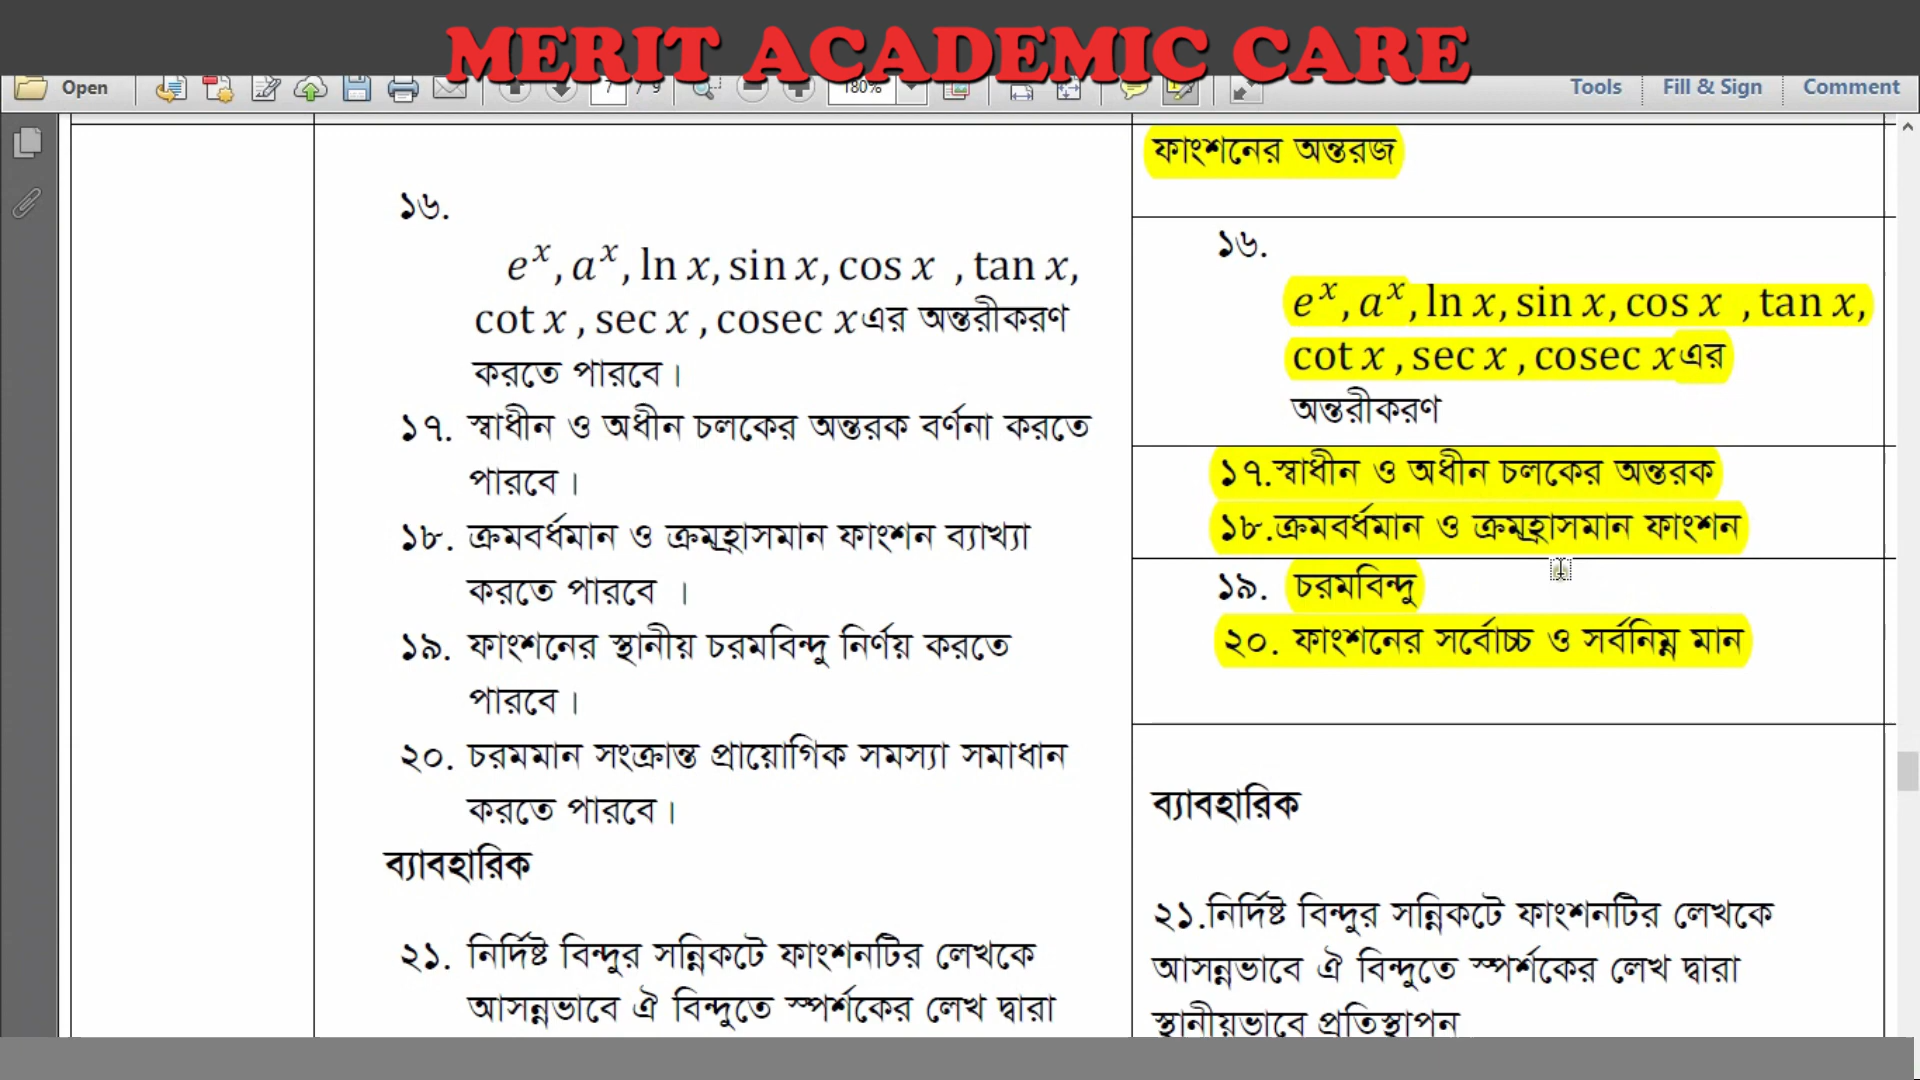 MERIT ACADEMIC CARE
Open 7 / 9 180% Tools Fill & Sign Comment
১৬.
e^x, a^x, ln x, sin x, cos x , tan x,
cot x , sec x , cosec x এর অন্তরীকরণ
করতে পারবে।
১৭. স্বাধীন ও অধীন চলকের অন্তরক বর্ণনা করতে
পারবে।
১৮. ক্রমবর্ধমান ও ক্রমহ্রাসমান ফাংশন ব্যাখ্যা
করতে পারবে ।
১৯. ফাংশনের স্থানীয় চরমবিন্দু নির্ণয় করতে
পারবে।
২০. চরমমান সংক্রান্ত প্রায়োগিক সমস্যা সমাধান
করতে পারবে।
ব্যাবহারিক
২১. নির্দিষ্ট বিন্দুর সন্নিকটে ফাংশনটির লেখকে
আসন্নভাবে ঐ বিন্দুতে স্পর্শকের লেখ দ্বারা
ফাংশনের অন্তরজ
১৬.
e^x, a^x, ln x, sin x, cos x , tan x,
cot x , sec x , cosec x এর
অন্তরীকরণ
১৭.স্বাধীন ও অধীন চলকের অন্তরক
১৮.ক্রমবর্ধমান ও ক্রমহ্রাসমান ফাংশন
১৯. চরমবিন্দু
২০. ফাংশনের সর্বোচ্চ ও সর্বনিম্ন মান
ব্যাবহারিক
২১.নির্দিষ্ট বিন্দুর সন্নিকটে ফাংশনটির লেখকে
আসন্নভাবে ঐ বিন্দুতে স্পর্শকের লেখ দ্বারা
স্থানীয়ভাবে প্রতিস্থাপন